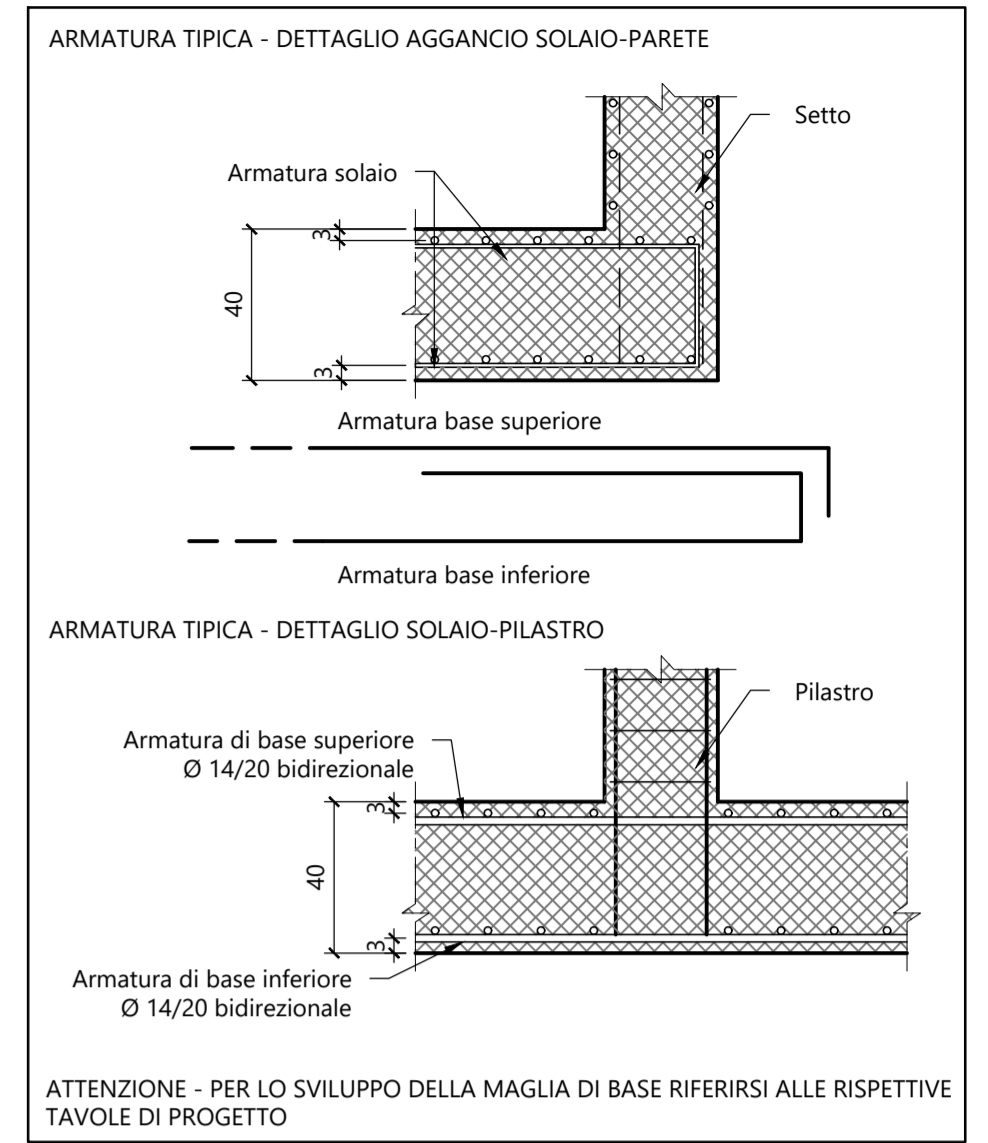 ARMATURA TIPICA - DETTAGLIO AGGANCIO SOLAIO-PARETE
Setto
Armatura solaio
3
40
3
Armatura base superiore
Armatura base inferiore
ARMATURA TIPICA - DETTAGLIO SOLAIO-PILASTRO
Pilastro
Armatura di base superiore
Ø 14/20 bidirezionale
3
40
3
Armatura di base inferiore
Ø 14/20 bidirezionale
ATTENZIONE - PER LO SVILUPPO DELLA MAGLIA DI BASE RIFERIRSI ALLE RISPETTIVE
TAVOLE DI PROGETTO